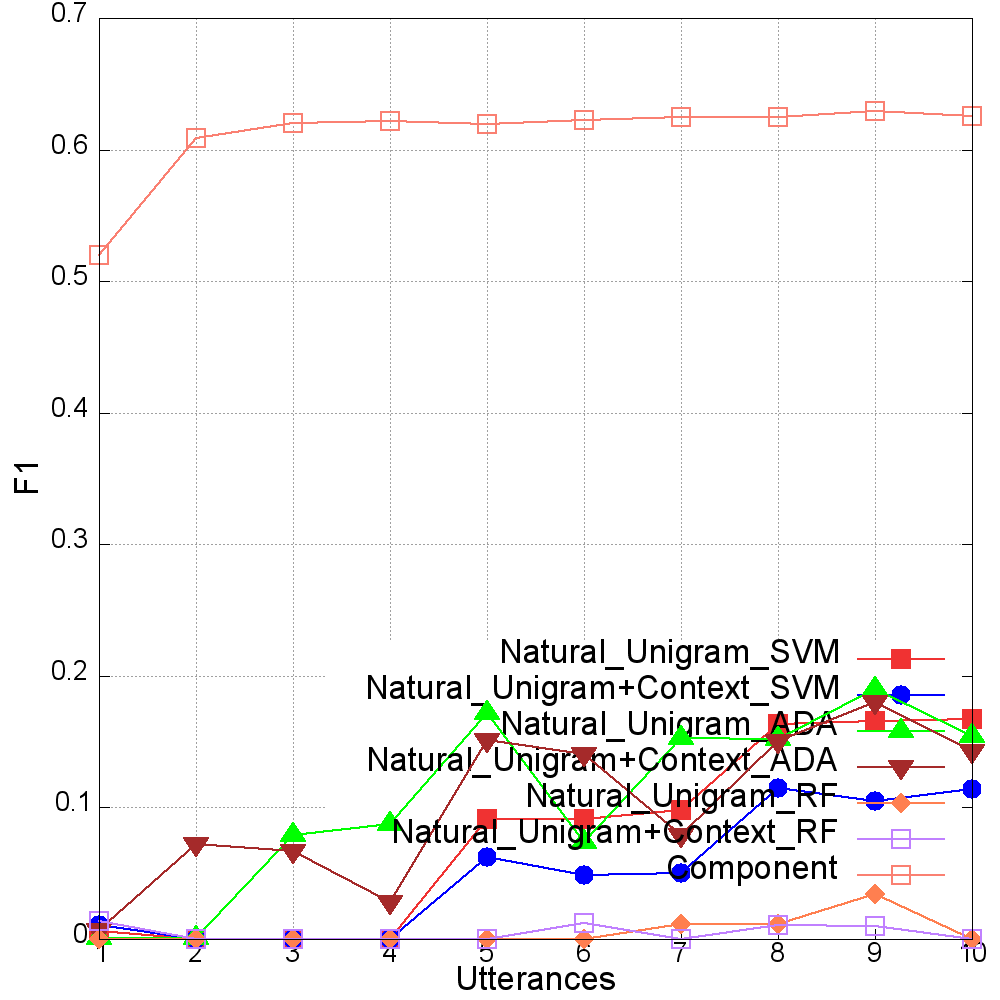 0.7
0.6
0.5
0.4
0.3
0.2
0.1
0
F1
Natural_Unigram_SVM
Natural_Unigram+Context_SVM
Natural_Unigram_ADA
Natural_Unigram+Context_ADA
Natural_Unigram_RF
Natural_Unigram+Context_RF
Component
1 2 3 4 5 6 7 8 9 10
Utterances